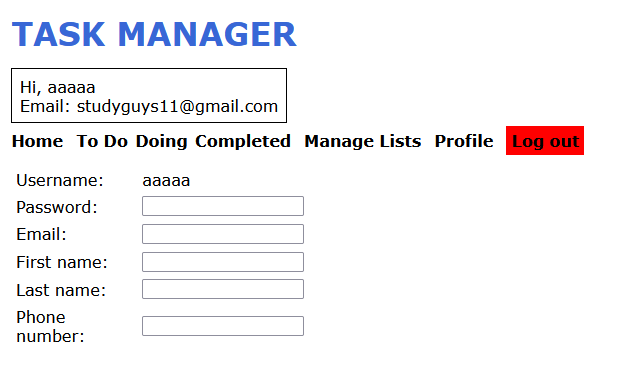 TASK MANAGER
Hi, aaaaa
Email: studyguys11@gmail.com
Home To Do Doing Completed Manage Lists Profile Log out
Username: aaaaa
Password:
Email:
First name:
Last name:
Phone
number: